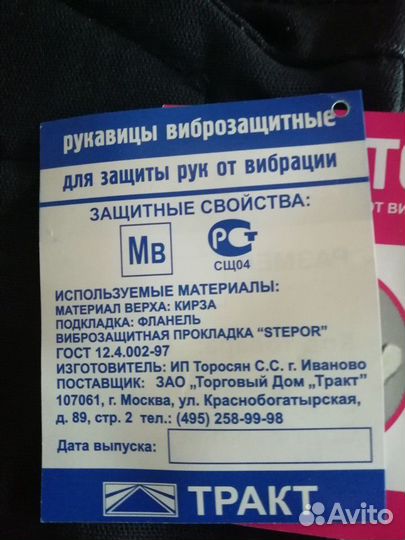 рукавицы виброзащитные
для защиты рук от вибрации
ЗАЩИТНЫЕ СВОЙСТВА:
Мв РСТ
СЩ04
ИСПОЛЬЗУЕМЫЕ МАТЕРИАЛЫ:
МАТЕРИАЛ ВЕРХА: КИРЗА
ПОДКЛАДКА: ФЛАНЕЛЬ
ВИБРОЗАЩИТНАЯ ПРОКЛАДКА “STEPOR”
ГОСТ 12.4.002-97
ИЗГОТОВИТЕЛЬ: ИП Торосян С.С. г. Иваново
ПОСТАВЩИК: ЗАО „Торговый Дом „Тракт”
107061, г. Москва, ул. Краснобогатырская,
д. 89, стр. 2 тел.: (495) 258-99-98
Дата выпуска:
ТРАКТ
Avito